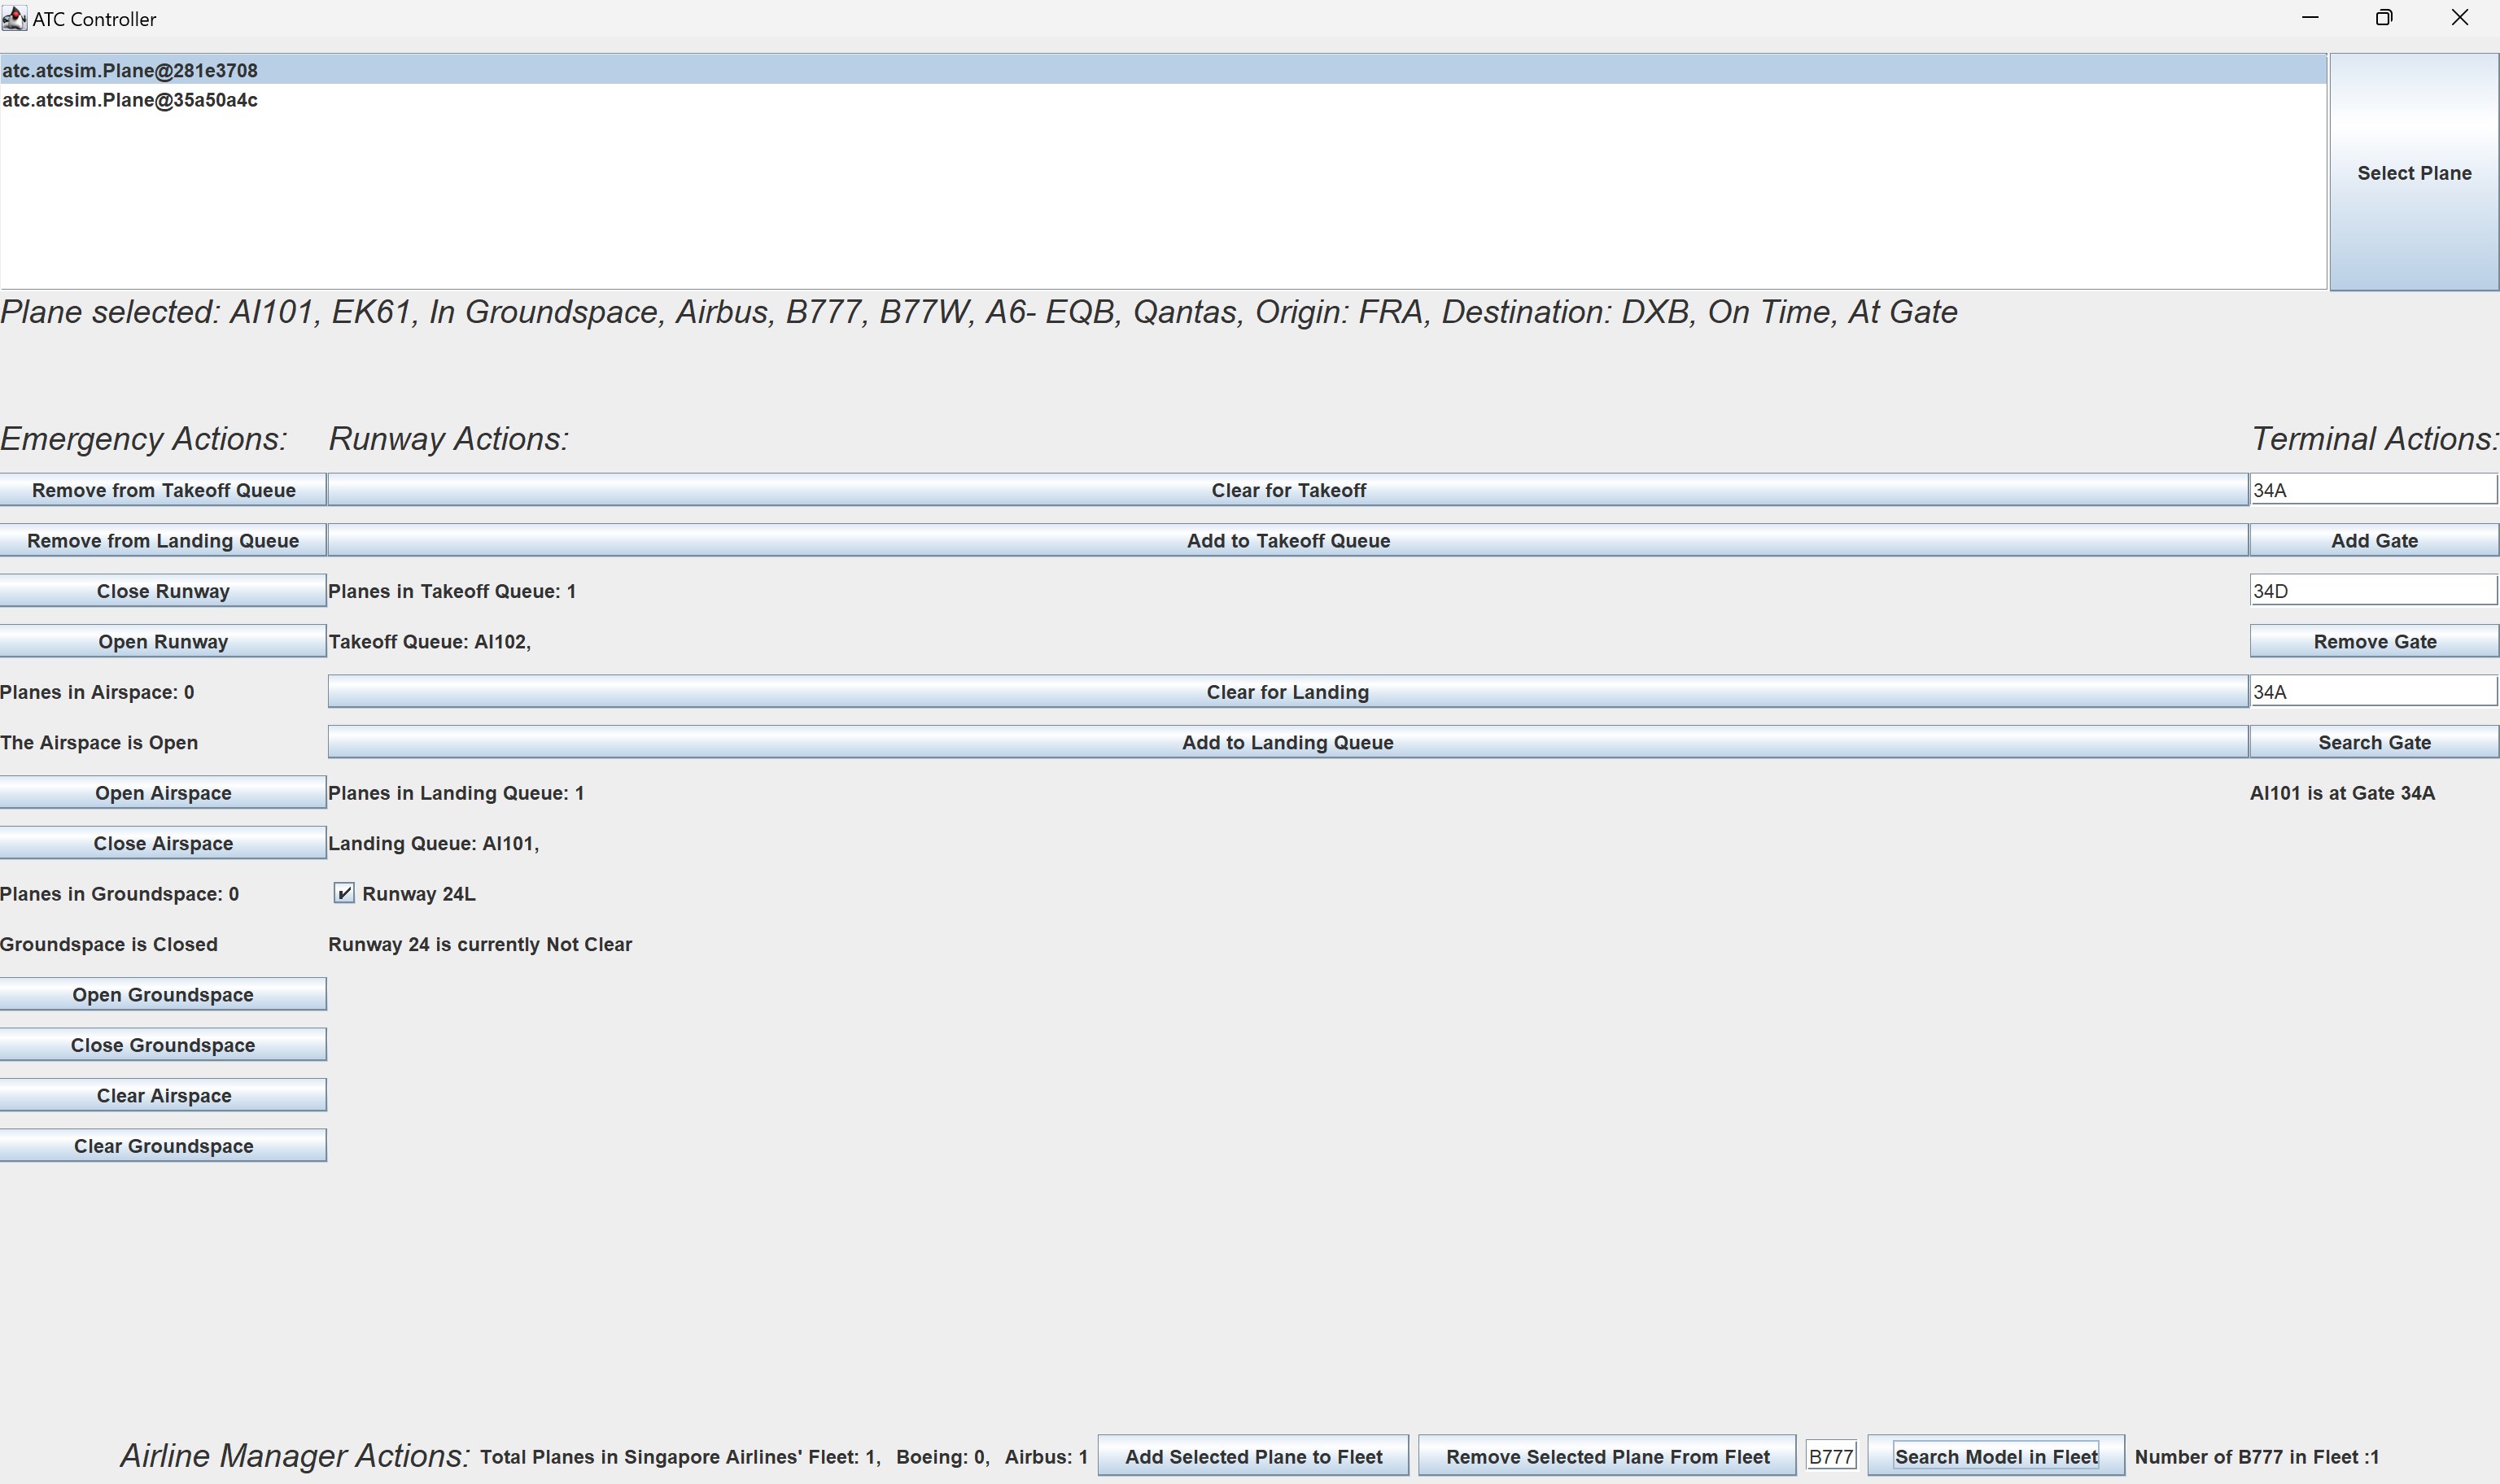 ATC Controller
atc.atcsim.Plane@281e3708
atc.atcsim.Plane@35a50a4c
Select Plane
Plane selected: AI101, EK61, In Groundspace, Airbus, B777, B77W, A6- EQB, Qantas, Origin: FRA, Destination: DXB, On Time, At Gate
Emergency Actions: Runway Actions: Terminal Actions:
Remove from Takeoff Queue Clear for Takeoff 34A
Remove from Landing Queue Add to Takeoff Queue Add Gate
Close Runway Planes in Takeoff Queue: 1 34D
Open Runway Takeoff Queue: AI102, Remove Gate
Planes in Airspace: 0 Clear for Landing 34A
The Airspace is Open Add to Landing Queue Search Gate
Open Airspace Planes in Landing Queue: 1 AI101 is at Gate 34A
Close Airspace Landing Queue: AI101,
Planes in Groundspace: 0 Runway 24L
Groundspace is Closed Runway 24 is currently Not Clear
Open Groundspace
Close Groundspace
Clear Airspace
Clear Groundspace
Airline Manager Actions: Total Planes in Singapore Airlines' Fleet: 1, Boeing: 0, Airbus: 1 Add Selected Plane to Fleet Remove Selected Plane From Fleet B777 Search Model in Fleet Number of B777 in Fleet :1